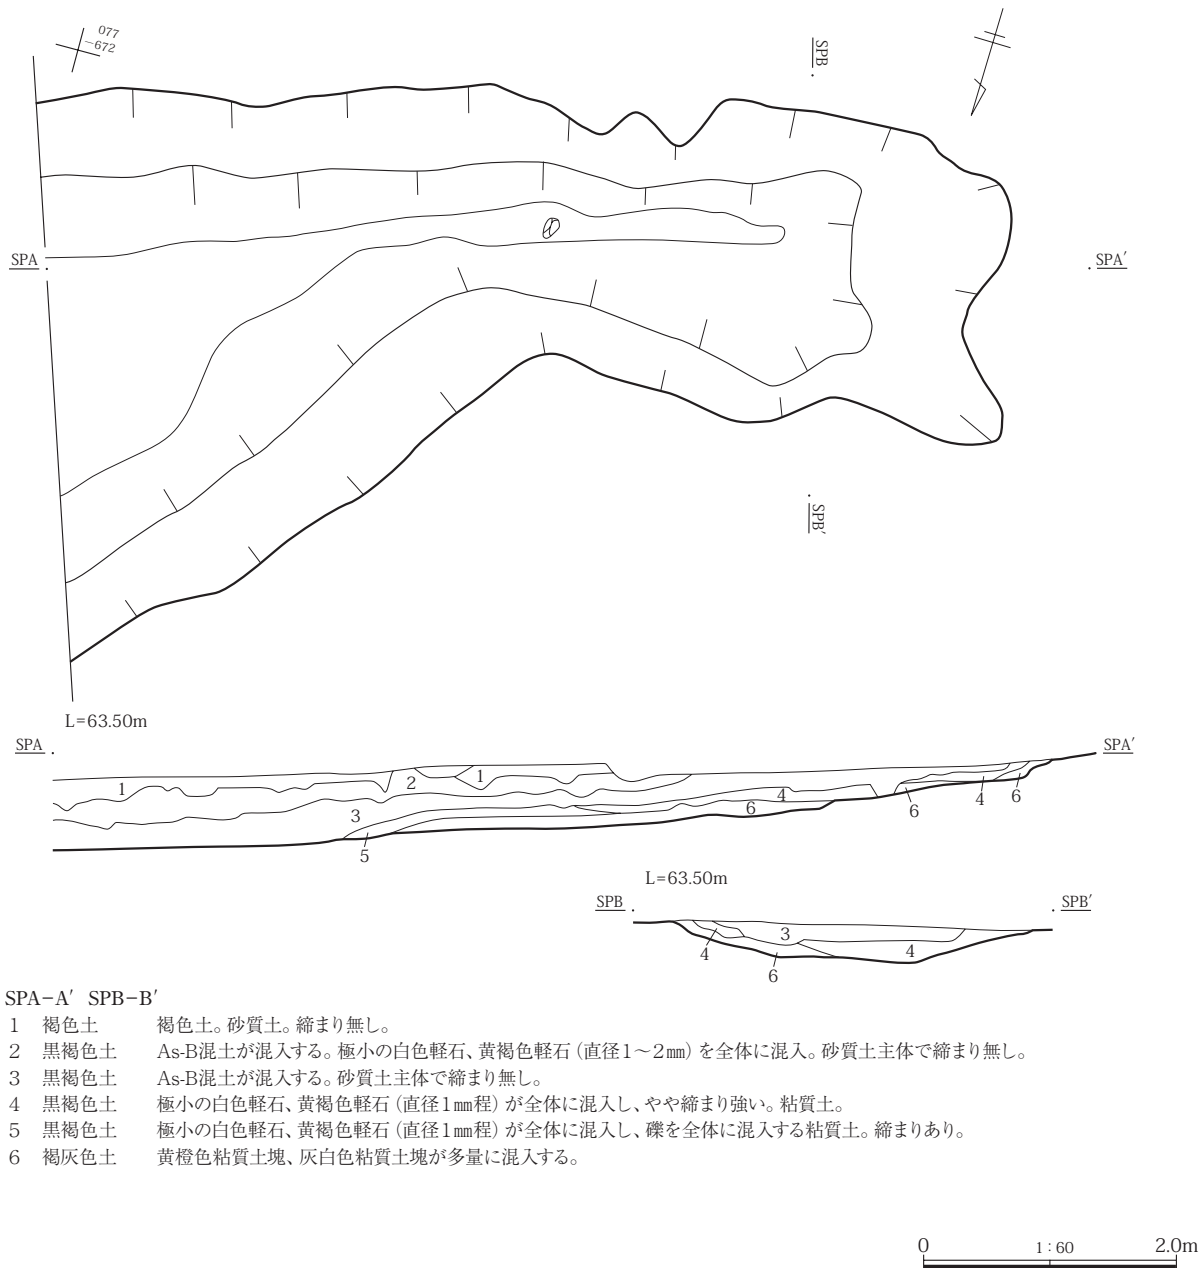 077
−672
SPB
SPA
SPA′
SPB′
L=63.50m
SPA
SPA′
1
2
1
3
4
6
5
6
4
6
L=63.50m
SPB
SPB′
3
4
4
6
SPA−A′ SPB−B′
1 褐色土 褐色土。砂質土。締まり無し。
2 黒褐色土 As-B混土が混入する。極小の白色軽石、黄褐色軽石（直径1～2㎜）を全体に混入。砂質土主体で締まり無し。
3 黒褐色土 As-B混土が混入する。砂質土主体で締まり無し。
4 黒褐色土 極小の白色軽石、黄褐色軽石（直径1㎜程）が全体に混入し、やや締まり強い。粘質土。
5 黒褐色土 極小の白色軽石、黄褐色軽石（直径1㎜程）が全体に混入し、礫を全体に混入する粘質土。締まりあり。
6 褐灰色土 黄橙色粘質土塊、灰白色粘質土塊が多量に混入する。
0 1：60 2.0m